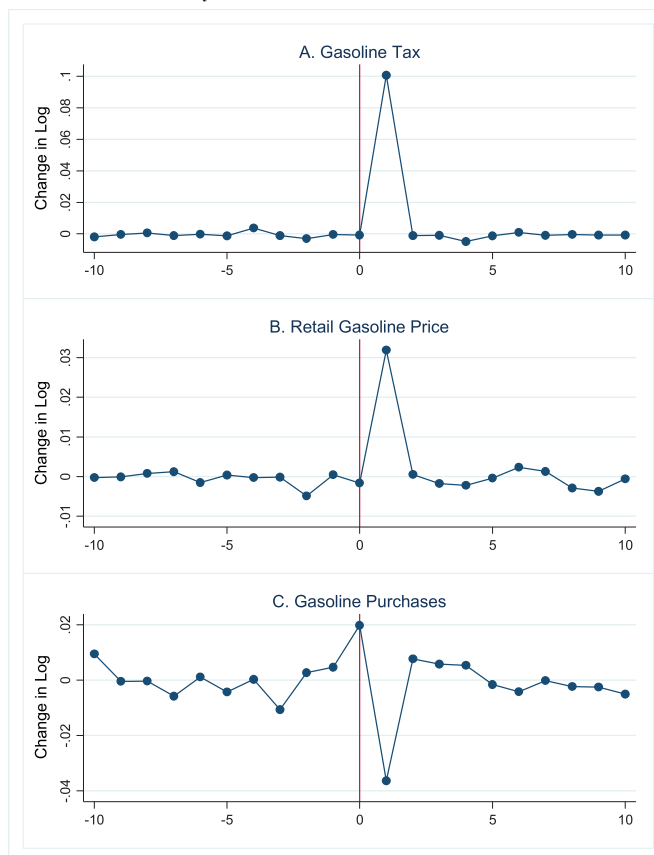 A. Gasoline Tax
Change in Log
.1
.08
.06
.04
.02
0
-10 -5 0 5 10
B. Retail Gasoline Price
Change in Log
.03
.02
.01
0
-.01
-10 -5 0 5 10
C. Gasoline Purchases
Change in Log
.02
0
-.02
-.04
-10 -5 0 5 10